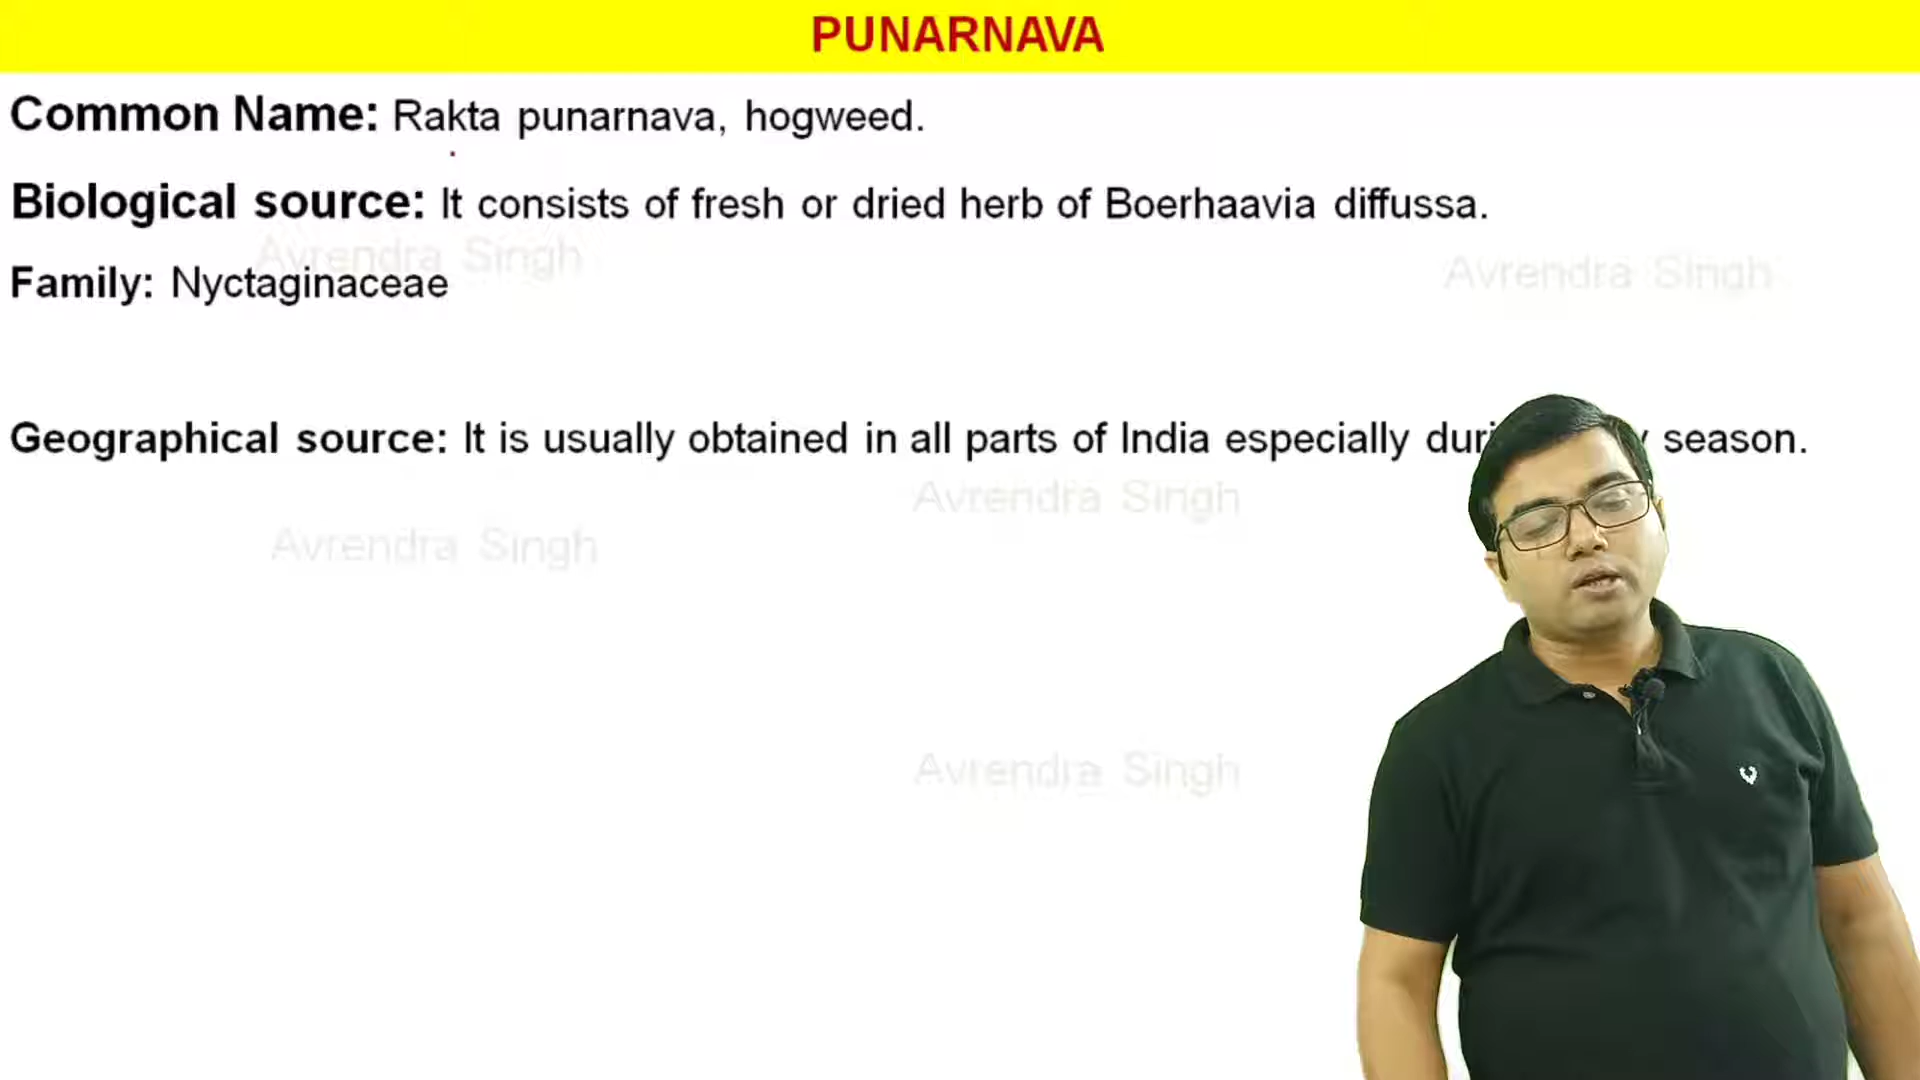 PUNARNAVA
Common Name: Rakta punarnava, hogweed.
Biological source: It consists of fresh or dried herb of Boerhaavia diffussa.
Avrendra Singh
Avrendra Singh
Family: Nyctaginaceae
Geographical source: It is usually obtained in all parts of India especially season.
Avrendra Singh
Avrendra Singh
Avrendra Singh